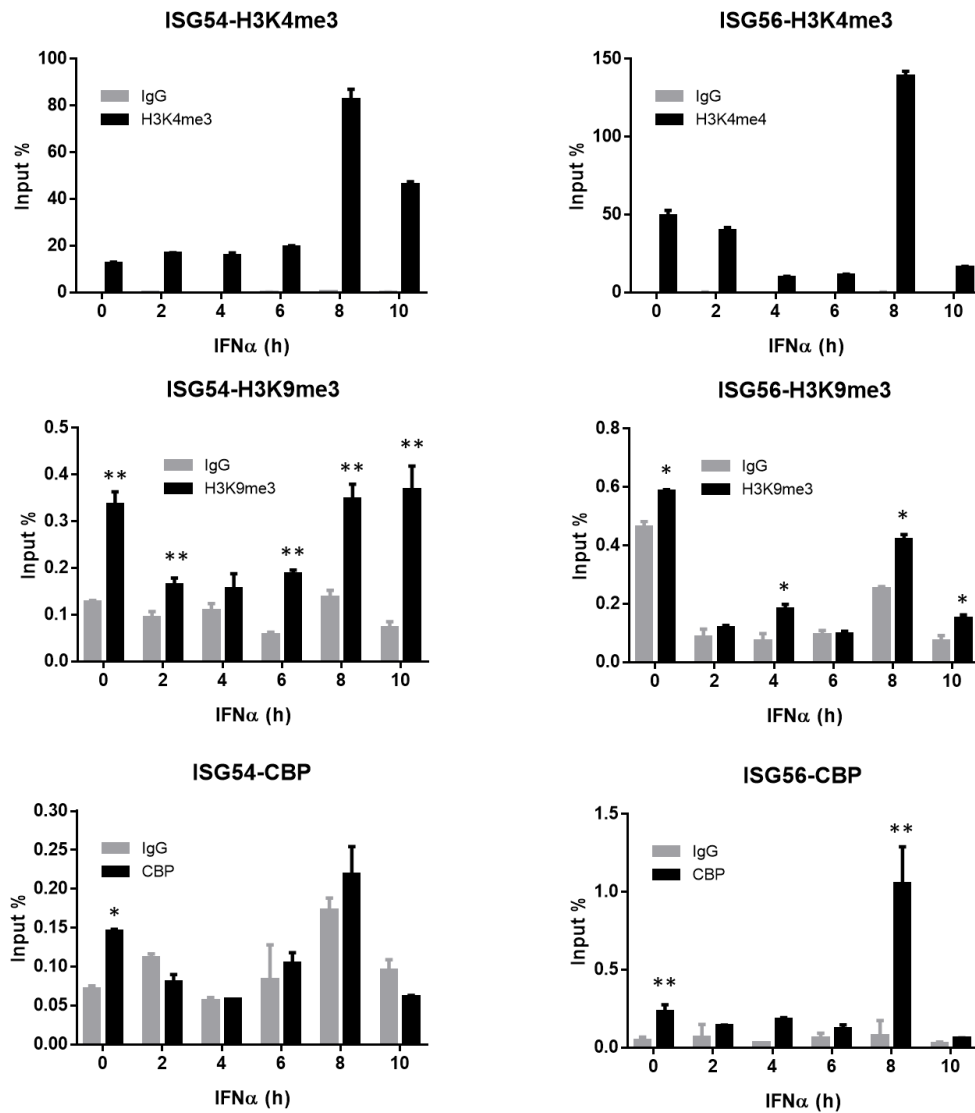 ISG54-H3K4me3
Input %
100
80
60
40
20
0
IgG
H3K4me3
0 2 4 6 8 10
IFNα (h)
ISG56-H3K4me3
Input %
150
100
50
0
IgG
H3K4me4
0 2 4 6 8 10
IFNα (h)
ISG54-H3K9me3
Input %
0.5
0.4
0.3
0.2
0.1
0.0
IgG
H3K9me3
** ** ** ** **
0 2 4 6 8 10
IFNα (h)
ISG56-H3K9me3
Input %
0.8
0.6
0.4
0.2
0.0
IgG
H3K9me3
* * * *
0 2 4 6 8 10
IFNα (h)
ISG54-CBP
Input %
0.30
0.25
0.20
0.15
0.10
0.05
0.00
IgG
CBP
*
0 2 4 6 8 10
IFNα (h)
ISG56-CBP
Input %
1.5
1.0
0.5
0.0
IgG
CBP
** **
0 2 4 6 8 10
IFNα (h)